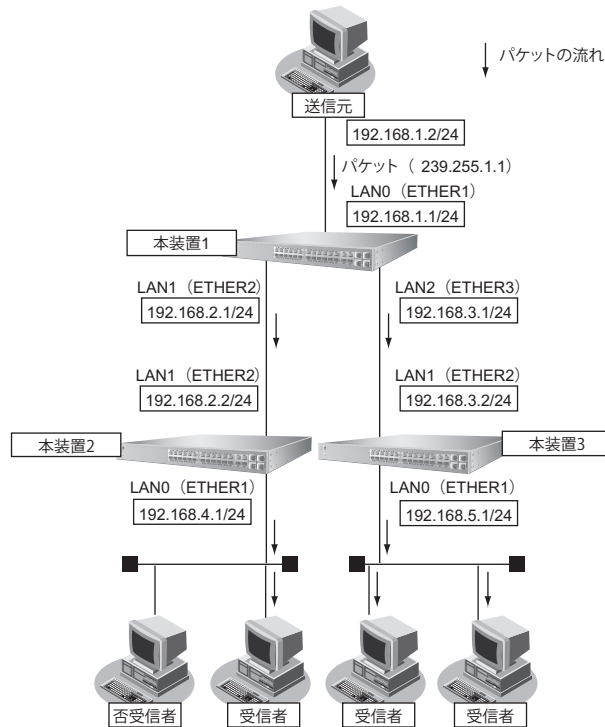 パケットの流れ
送信元
192.168.1.2/24
パケット（ 239.255.1.1）
LAN0（ETHER1）
192.168.1.1/24
本装置1
LAN1（ETHER2）
LAN2（ETHER3）
192.168.2.1/24
192.168.3.1/24
LAN1（ETHER2）
LAN1（ETHER2）
192.168.2.2/24
192.168.3.2/24
本装置2
本装置3
LAN0（ETHER1）
LAN0（ETHER1）
192.168.4.1/24
192.168.5.1/24
否受信者
受信者
受信者
受信者